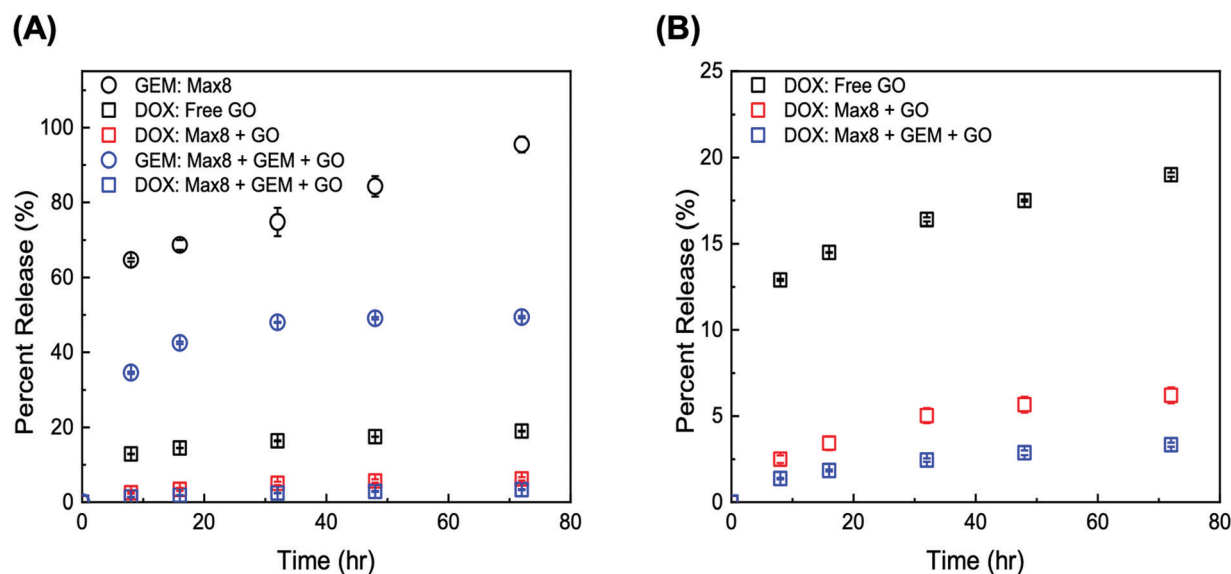 (A)
GEM: Max8
DOX: Free GO
DOX: Max8 + GO
GEM: Max8 + GEM + GO
DOX: Max8 + GEM + GO
Percent Release (%)
100
80
60
40
20
0
0 20 40 60 80
Time (hr)
(B)
DOX: Free GO
DOX: Max8 + GO
DOX: Max8 + GEM + GO
Percent Release (%)
25
20
15
10
5
0
0 20 40 60 80
Time (hr)